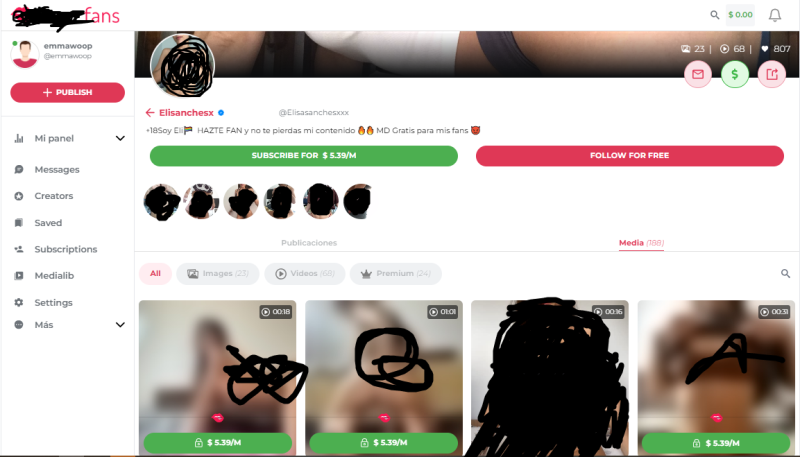 fans
$ 0.00
emmawoop
@emmawoop
23 | 68 | 807
+ PUBLISH
Elisanchesx @Elisasanchesxxx
+18Soy Eli🏴 HAZTE FAN y no te pierdas mi contenido 🔥🔥 MD Gratis para mis fans 👹
SUBSCRIBE FOR $ 5.39/M
FOLLOW FOR FREE
Mi panel
Messages
Creators
Saved
Subscriptions
Medialib
Settings
Más
Publicaciones
Media (188)
All
Images (23)
Videos (68)
Premium (24)
00:18
01:01
00:16
00:31
$ 5.39/M
$ 5.39/M
$ 5.39/M